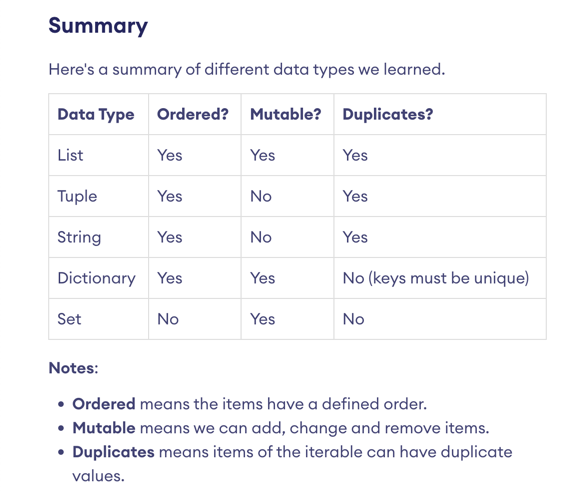 Summary
Here's a summary of different data types we learned.
Data Type Ordered? Mutable? Duplicates?
List Yes Yes Yes
Tuple Yes No Yes
String Yes No Yes
Dictionary Yes Yes No (keys must be unique)
Set No Yes No
Notes:
• Ordered means the items have a defined order.
• Mutable means we can add, change and remove items.
• Duplicates means items of the iterable can have duplicate
values.